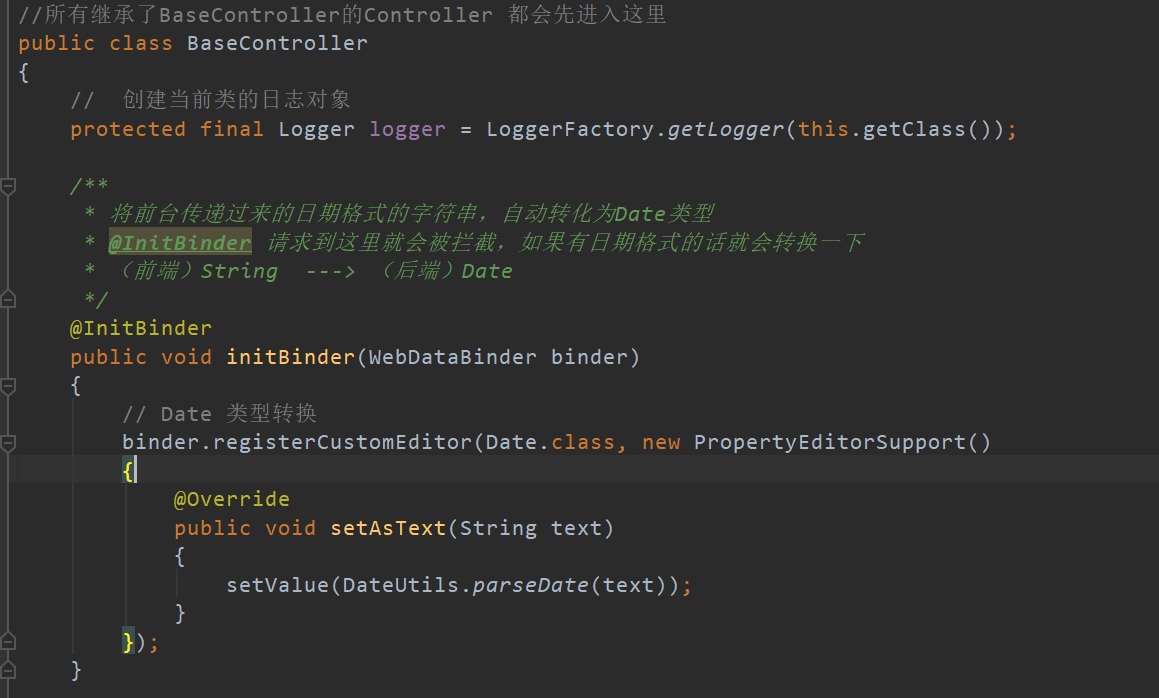 //所有继承了BaseController的Controller 都会先进入这里
public class BaseController
{
// 创建当前类的日志对象
protected final Logger logger = LoggerFactory.getLogger(this.getClass());
/**
* 将前台传递过来的日期格式的字符串，自动转化为Date类型
* @InitBinder 请求到这里就会被拦截，如果有日期格式的话就会转换一下
* （前端）String ---> （后端）Date
*/
@InitBinder
public void initBinder(WebDataBinder binder)
{
// Date 类型转换
binder.registerCustomEditor(Date.class, new PropertyEditorSupport()
{
@Override
public void setAsText(String text)
{
setValue(DateUtils.parseDate(text));
}
});
}